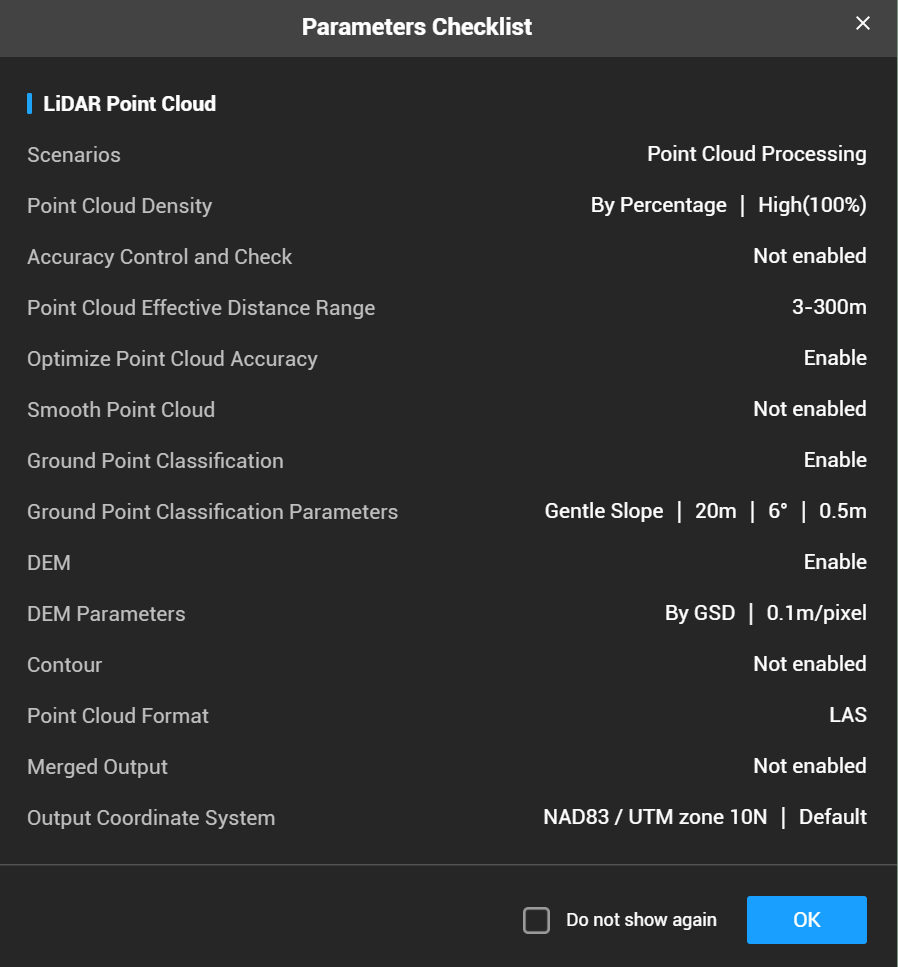 Parameters Checklist
LiDAR Point Cloud
Scenarios Point Cloud Processing
Point Cloud Density By Percentage | High(100%)
Accuracy Control and Check Not enabled
Point Cloud Effective Distance Range 3-300m
Optimize Point Cloud Accuracy Enable
Smooth Point Cloud Not enabled
Ground Point Classification Enable
Ground Point Classification Parameters Gentle Slope | 20m | 6° | 0.5m
DEM Enable
DEM Parameters By GSD | 0.1m/pixel
Contour Not enabled
Point Cloud Format LAS
Merged Output Not enabled
Output Coordinate System NAD83 / UTM zone 10N | Default
Do not show again OK